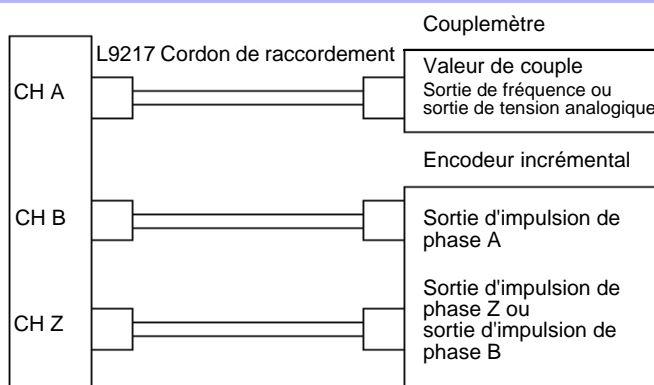 Couplemètre
L9217 Cordon de raccordement
CH A
Valeur de couple
Sortie de fréquence ou
sortie de tension analogique
Encodeur incrémental
CH B
Sortie d'impulsion de
phase A
CH Z
Sortie d'impulsion de
phase Z ou
sortie d'impulsion de
phase B